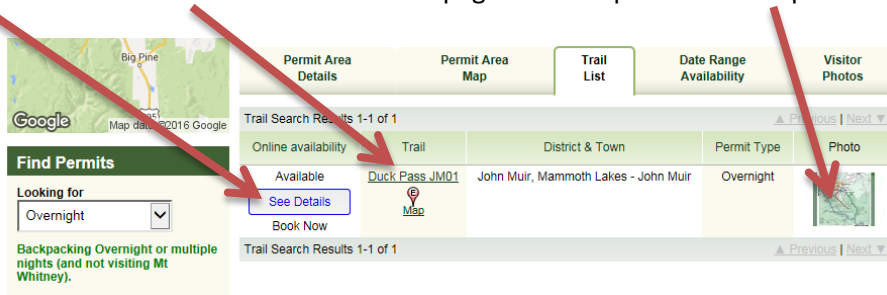 Big Pine
Google
Map data ©2016 Google
Find Permits
Looking for
Overnight
Backpacking Overnight or multiple
nights (and not visiting Mt
Whitney).
Permit Area
Details
Permit Area
Map
Trail
List
Date Range
Availability
Visitor
Photos
Trail Search Results 1-1 of 1
▲ Previous | Next ▼
Online availability
Trail
District & Town
Permit Type
Photo
Available
See Details
Book Now
Duck Pass JM01
E
Map
John Muir, Mammoth Lakes - John Muir
Overnight
Trail Search Results 1-1 of 1
▲ Previous | Next ▼